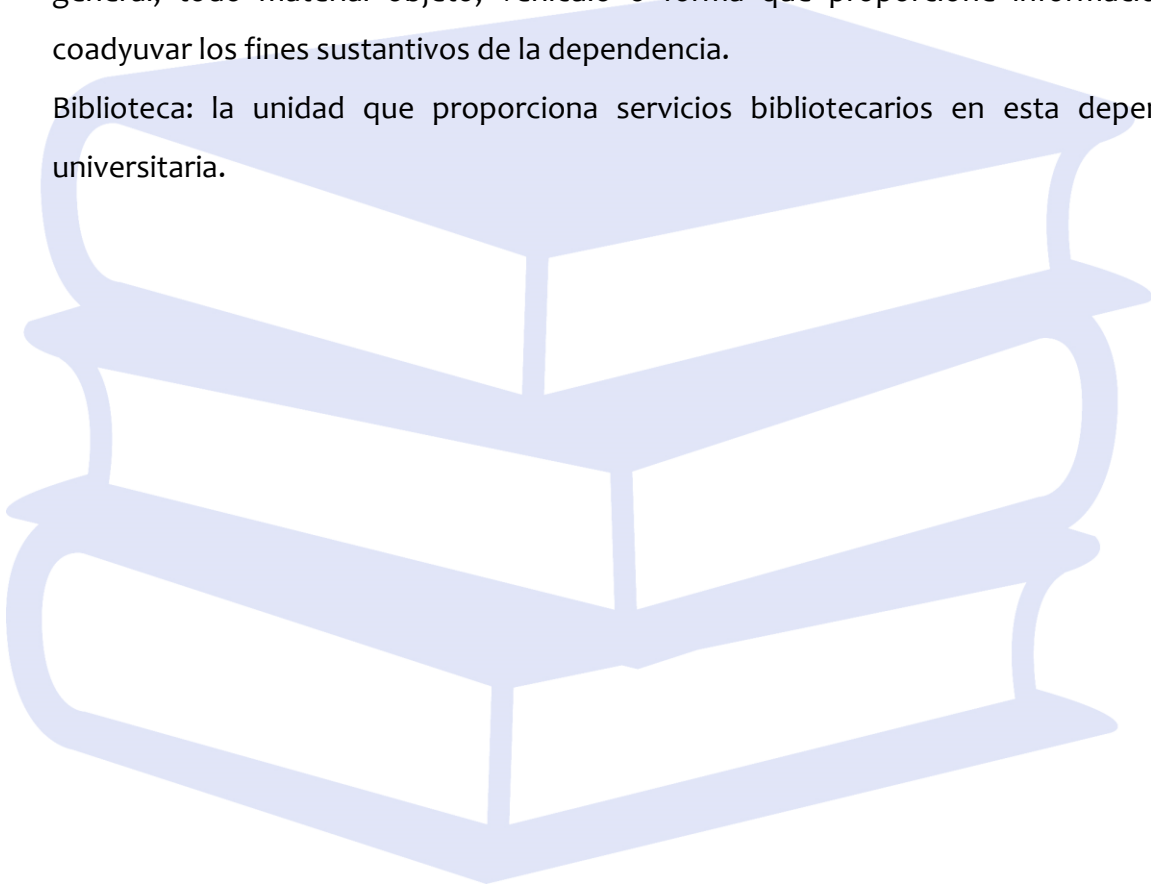 general, todo material objeto, vehículo o forma que proporcione
coadyuvar los fines sustantivos de la dependencia.
Biblioteca: la unidad que proporciona servicios bibliotecarios en esta
universitaria.